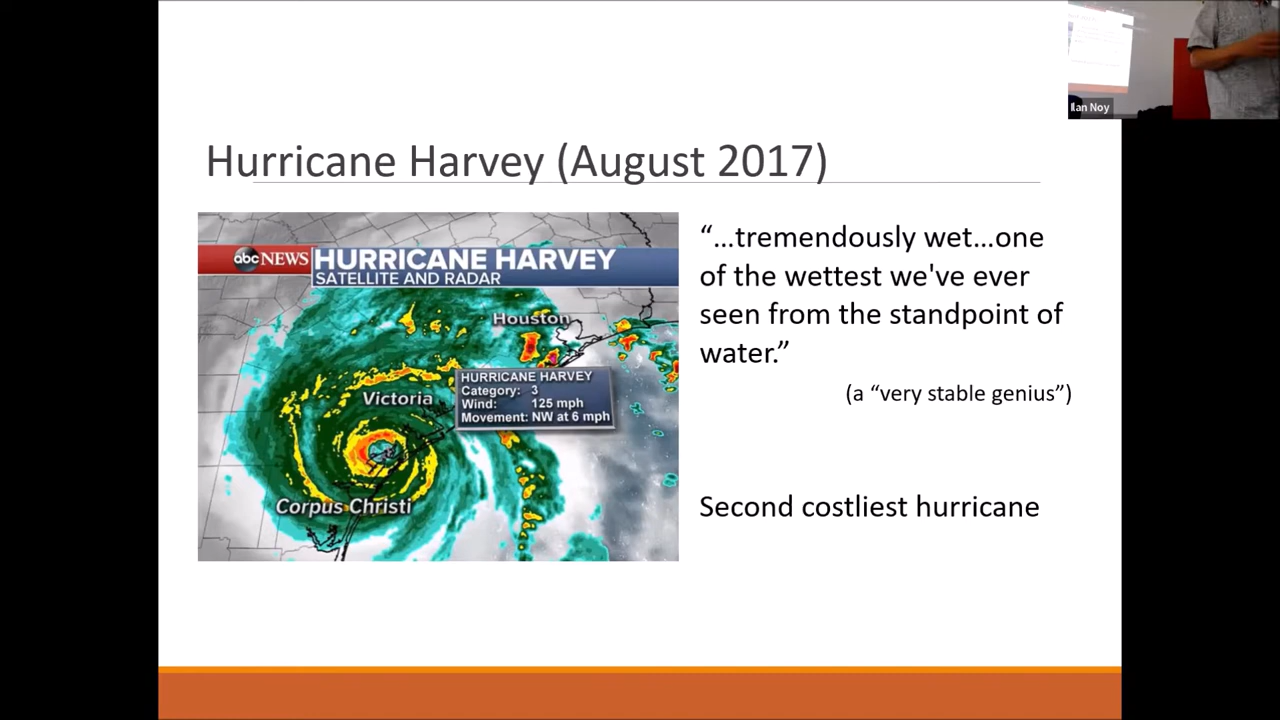 Ilan Noy
Hurricane Harvey (August 2017)
abc NEWS
HURRICANE HARVEY
SATELLITE AND RADAR
Houston
HURRICANE HARVEY
Category: 3
Wind: 125 mph
Movement: NW at 6 mph
Victoria
Corpus Christi
“...tremendously wet...one
of the wettest we've ever
seen from the standpoint of
water.”
(a “very stable genius”)
Second costliest hurricane